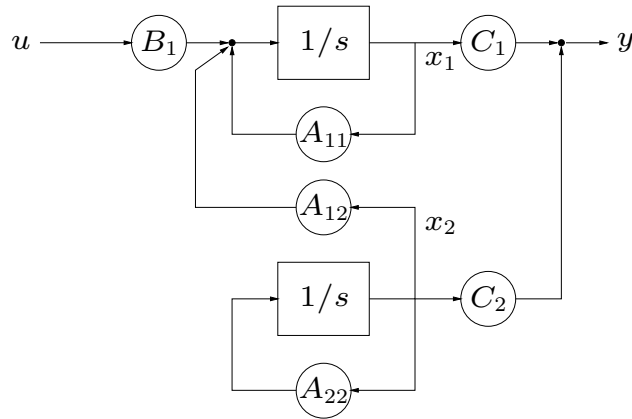 u B₁ 1/s x₁ C₁ y
A₁₁
A₁₂
x₂
1/s C₂
A₂₂